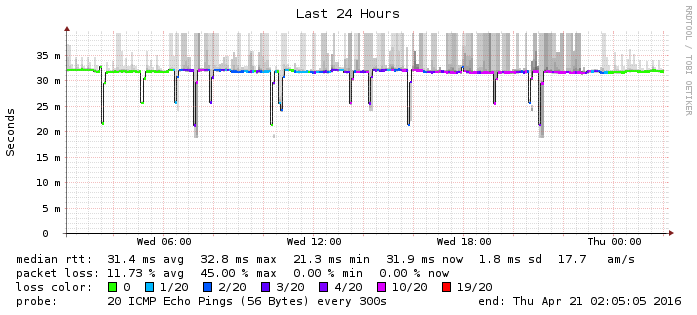 Last 24 Hours
RRDTOOL / TOBI OETIKER
Seconds
35 m
30 m
25 m
20 m
15 m
10 m
5 m
0
Wed 06:00 Wed 12:00 Wed 18:00 Thu 00:00
median rtt: 31.4 ms avg 32.8 ms max 21.3 ms min 31.9 ms now 1.8 ms sd 17.7 am/s
packet loss: 11.73 % avg 45.00 % max 0.00 % min 0.00 % now
loss color: 0 1/20 2/20 3/20 4/20 10/20 19/20
probe: 20 ICMP Echo Pings (56 Bytes) every 300s end: Thu Apr 21 02:05:05 2016